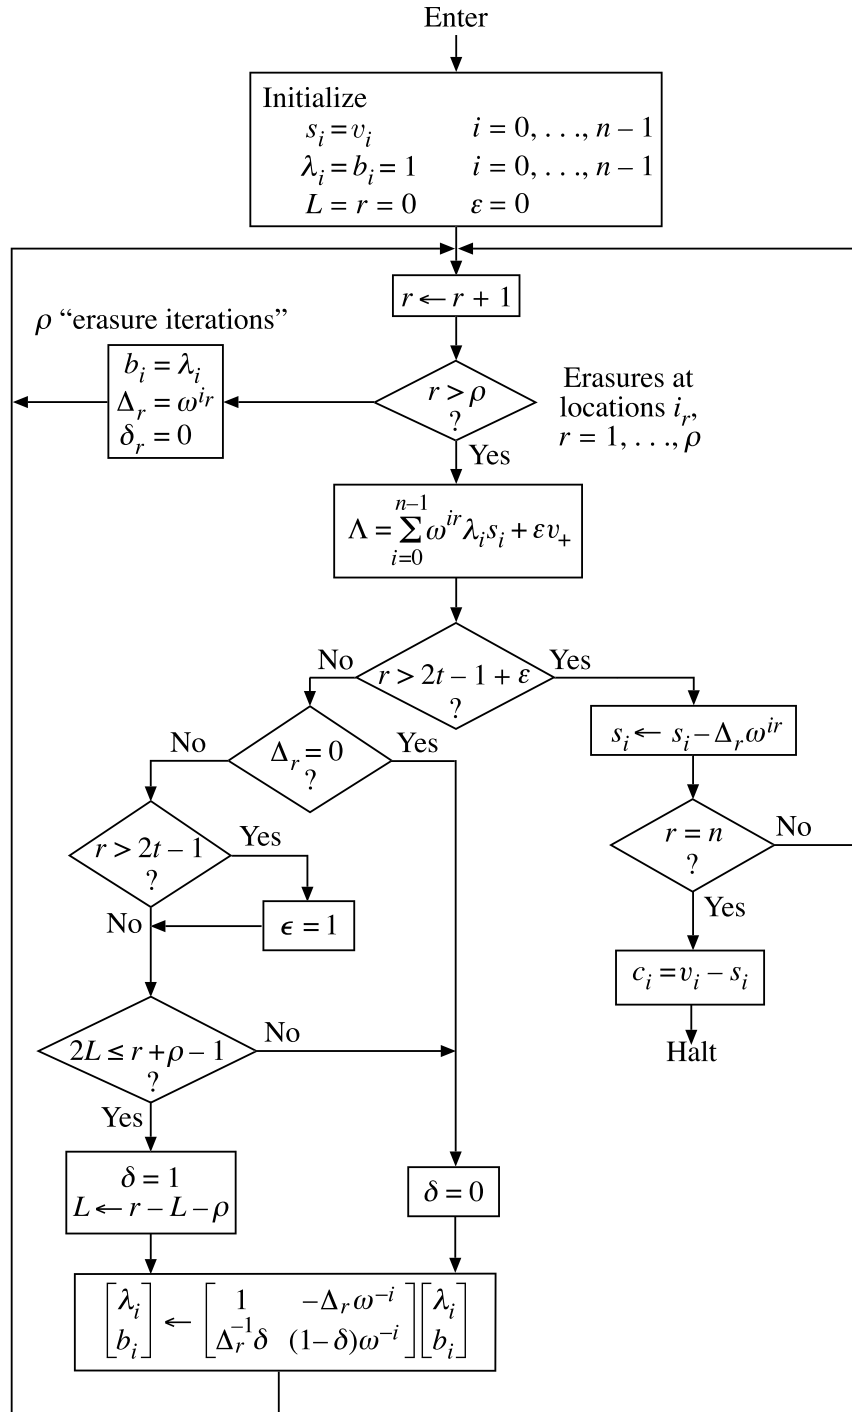 Enter
Initialize
s_i = v_i    i = 0, . . ., n – 1
λ_i = b_i = 1    i = 0, . . ., n – 1
L = r = 0    ε = 0
r ← r + 1
ρ “erasure iterations”
b_i = λ_i
Δ_r = ω^{i_r}
δ_r = 0
r > ρ
?
Erasures at
locations i_r,
r = 1, . . ., ρ
Yes
Λ = \sum_{i=0}^{n–1} ω^{ir} λ_i s_i + εv_+
No
r > 2t – 1 + ε
?
Yes
s_i ← s_i – Δ_r ω^{ir}
No
Δ_r = 0
?
Yes
r = n
?
No
r > 2t – 1
?
Yes
No
ϵ = 1
Yes
c_i = v_i – s_i
Halt
2L ≤ r + ρ – 1
?
No
Yes
δ = 1
L ← r – L – ρ
δ = 0
[λ_i] ← [1    -Δ_r ω^{–i}] [λ_i]
[b_i]    [Δ_r^{–1} δ    (1– δ)ω^{–i}] [b_i]